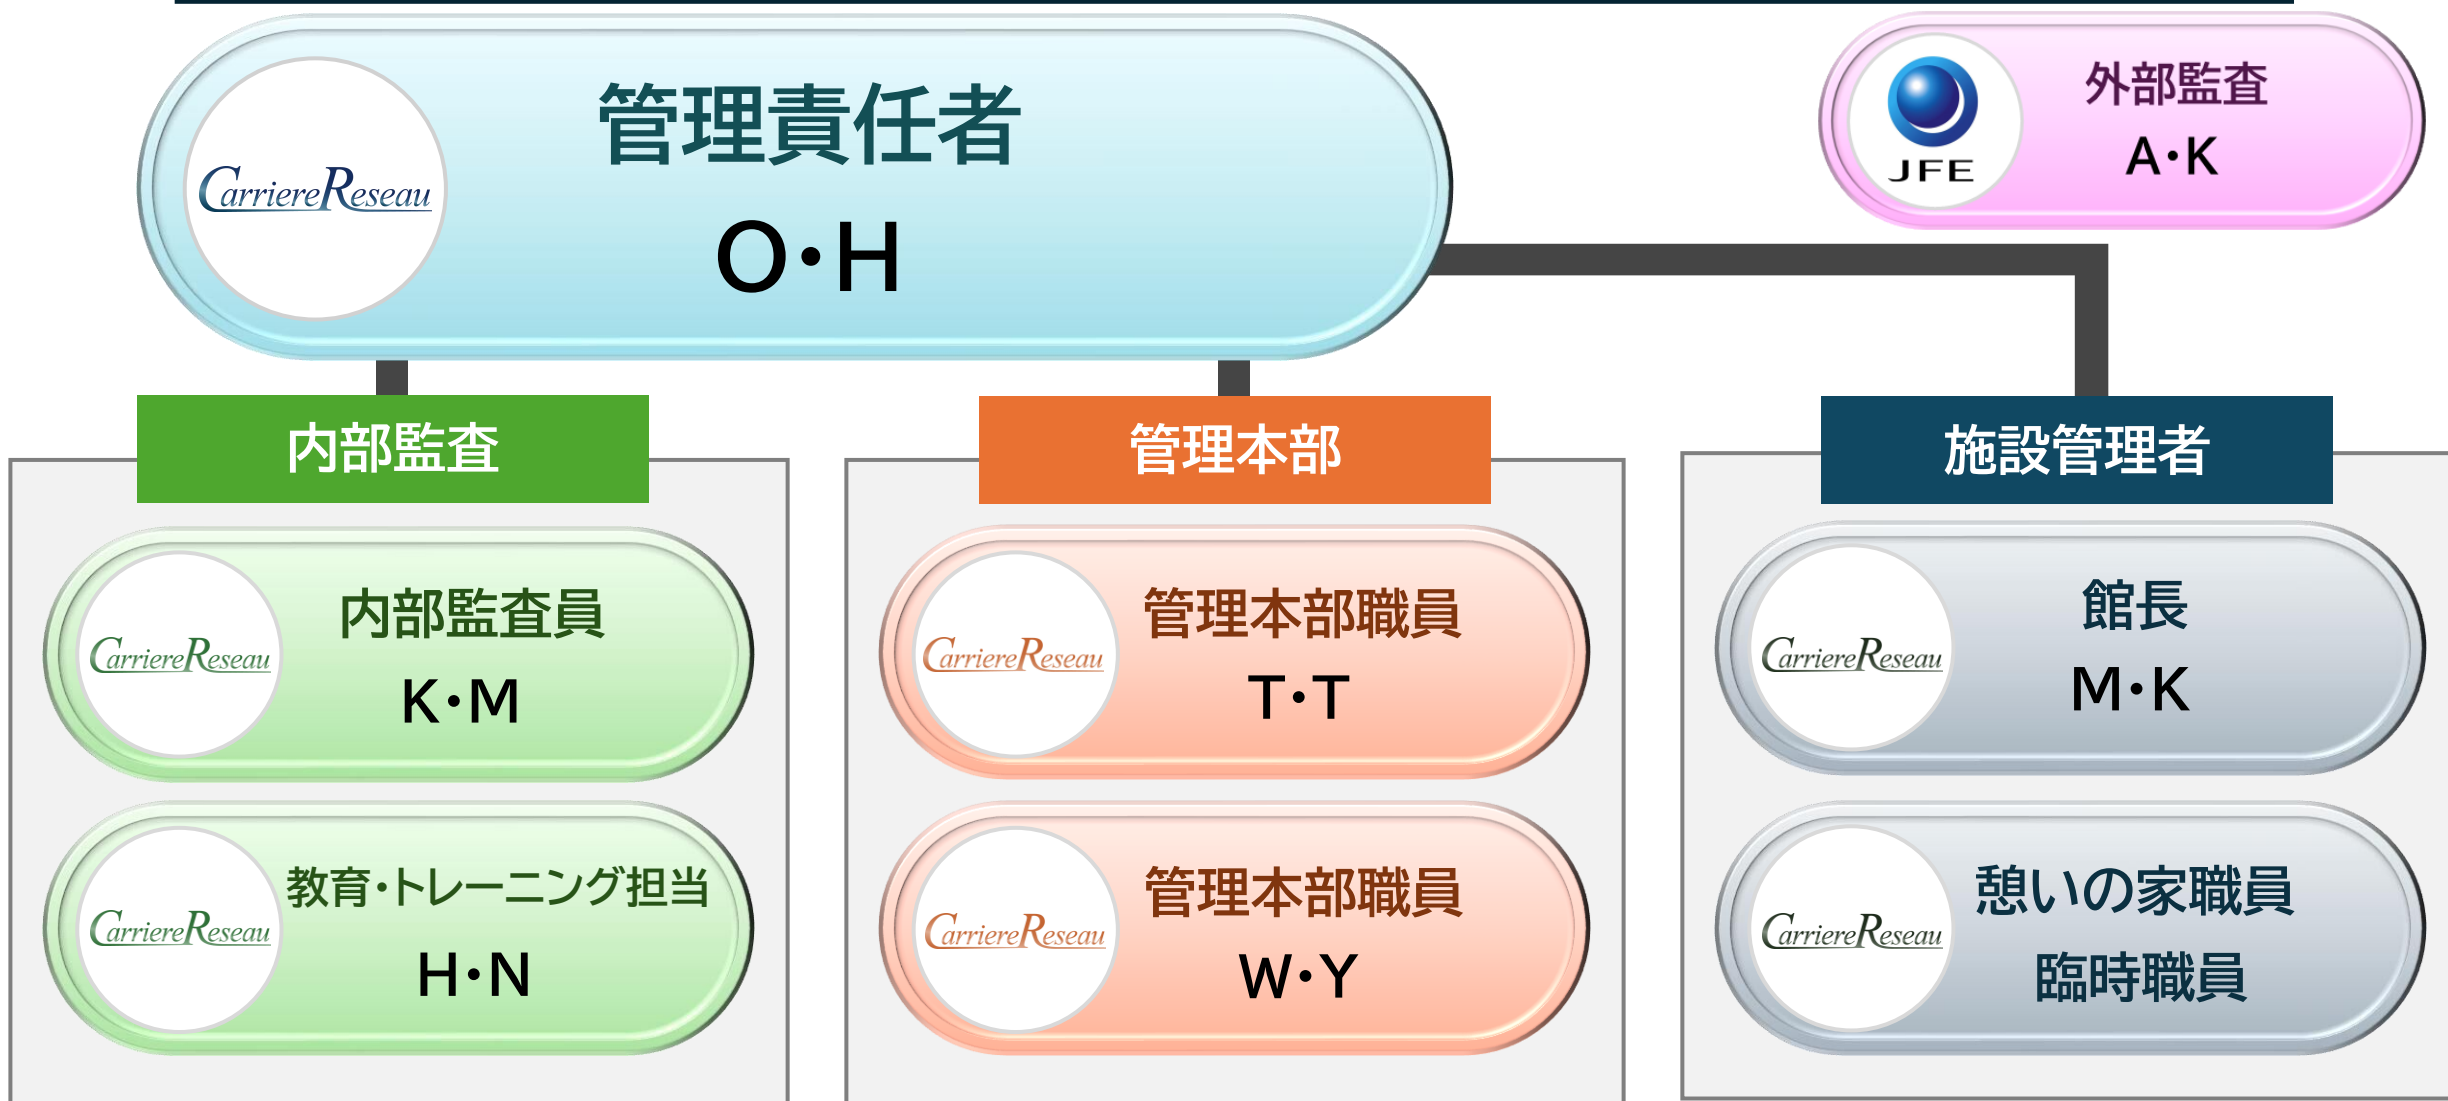 CarriereReseau
管理責任者
O・H
JFE
外部監査
A・K
内部監査
CarriereReseau
内部監査員
K・M
CarriereReseau
教育・トレーニング担当
H・N
管理本部
CarriereReseau
管理本部職員
T・T
CarriereReseau
管理本部職員
W・Y
施設管理者
CarriereReseau
館長
M・K
CarriereReseau
憩いの家職員
臨時職員